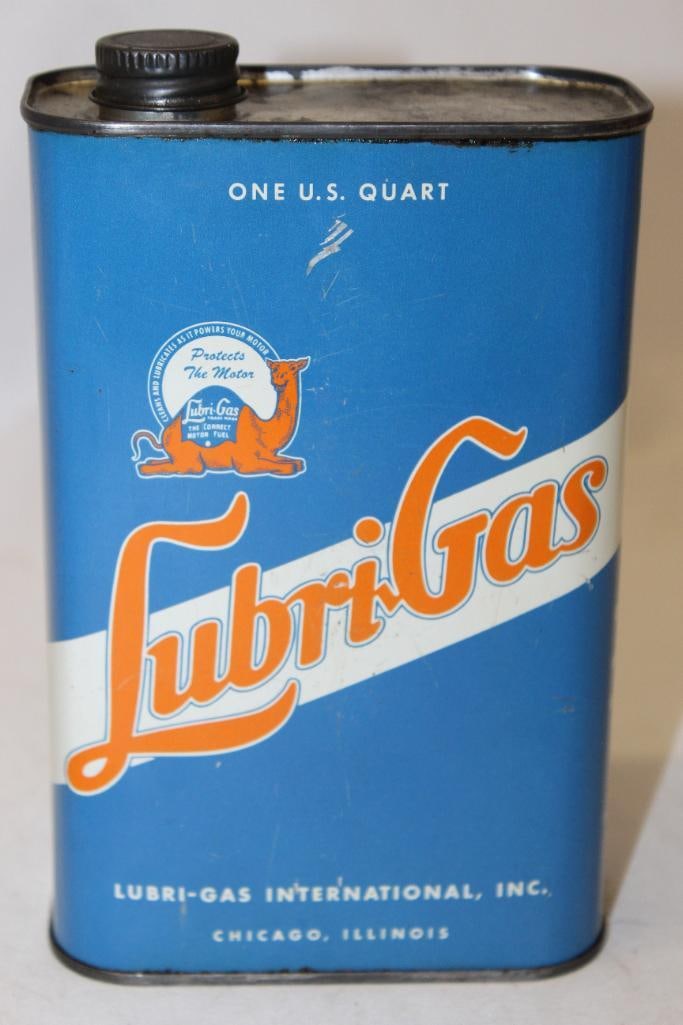 ONE U.S. QUART
CLEANS AND LUBRICATES AS IT POWERS YOUR MOTOR
Protects
The Motor
Lubri-Gas
TRADE MARK
THE CORRECT
MOTOR FUEL
Lubri-Gas
LUBRI-GAS INTERNATIONAL, INC.
CHICAGO, ILLINOIS